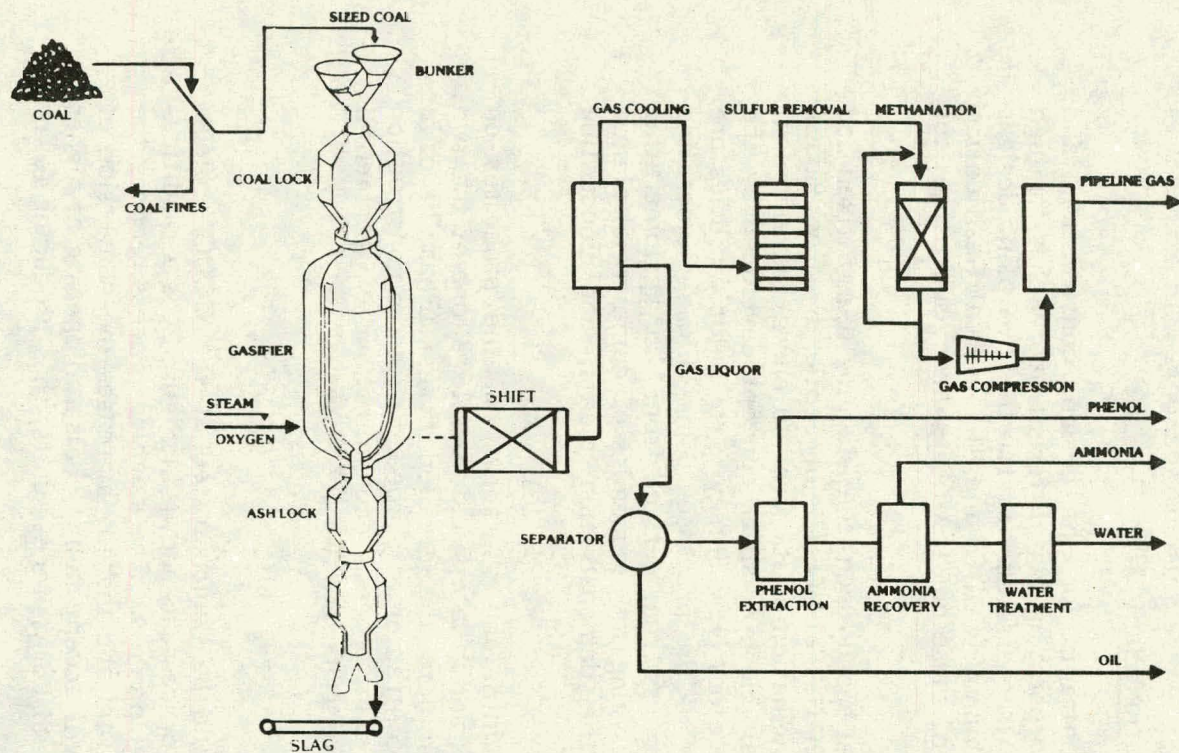 SIZED COAL
BUNKER
COAL
COAL LOCK
COAL FINES
GAS COOLING
SULFUR REMOVAL
METHANATION
PIPELINE GAS
GASIFIER
STEAM
OXYGEN
SHIFT
GAS LIQUOR
GAS COMPRESSION
PHENOL
AMMONIA
ASH LOCK
SEPARATOR
WATER
PHENOL
EXTRACTION
AMMONIA
RECOVERY
WATER
TREATMENT
OIL
SLAG